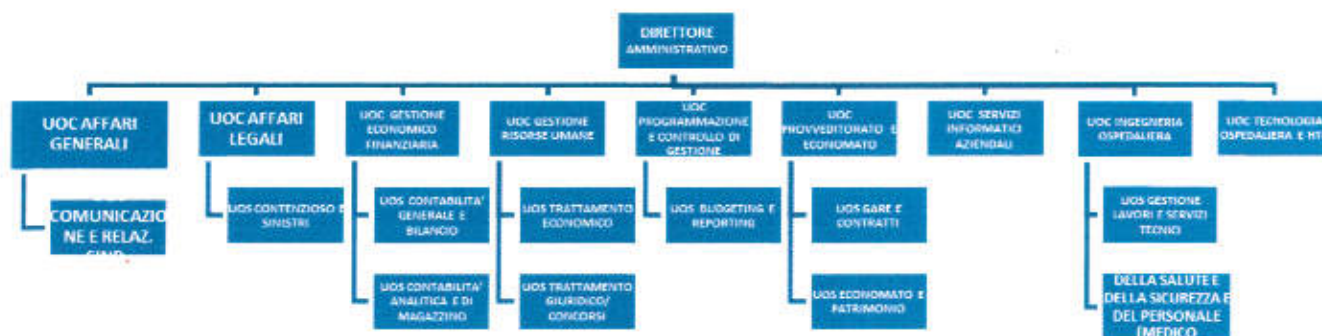 DIRETTORE
AMMINISTRATIVO
UOC AFFARI
GENERALI
UOC AFFARI
LEGALI
UOC GESTIONE
ECONOMICO
FINANZIARIA
UOC GESTIONE
RISORSE UMANE
UOC
PROGRAMMAZIONE
E CONTROLLO DI
GESTIONE
UOC
PROVVEDITORATO E
ECONOMATO
UOC SERVIZI
INFORMATICI
AZIENDALI
UOC INGEGNERIA
OSPEDALIERA
UOC TECNOLOGIA
OSPEDALIERA E HT
COMUNICAZIO
NE E RELAZ.
UOS CONTENZIOSO E
SINISTRI
UOS CONTABILITA'
GENERALE E
BILANCIO
UOS TRATTAMENTO
ECONOMICO
UOS BUDGETING E
REPORTING
UOS GARE E
CONTRATTI
UOS GESTIONE
LAVORI E SERVIZI
TECNICI
UOS CONTABILITA'
ANALITICA E DI
MAGAZZINO
UOS TRATTAMENTO
GIURIDICO/
CONCORSI
UOS ECONOMATO E
PATRIMONIO
DELLA SALUTE E
DELLA SICUREZZA E
DEL PERSONALE
(MEDICO